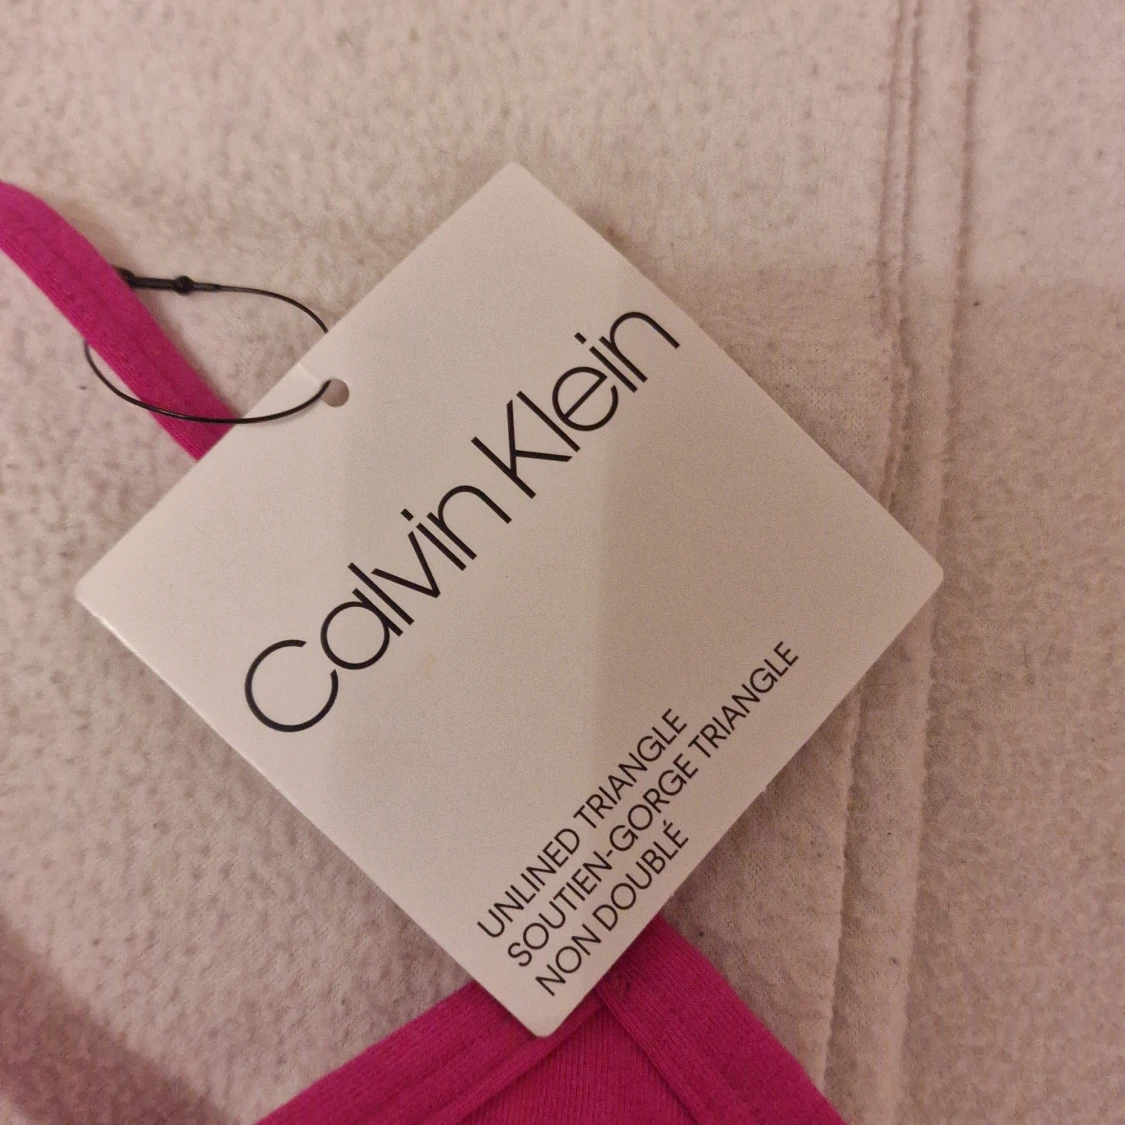 Calvin Klein
UNLINED TRIANGLE
SOUTIEN-GORGE TRIANGLE
NON DOUBLÉ